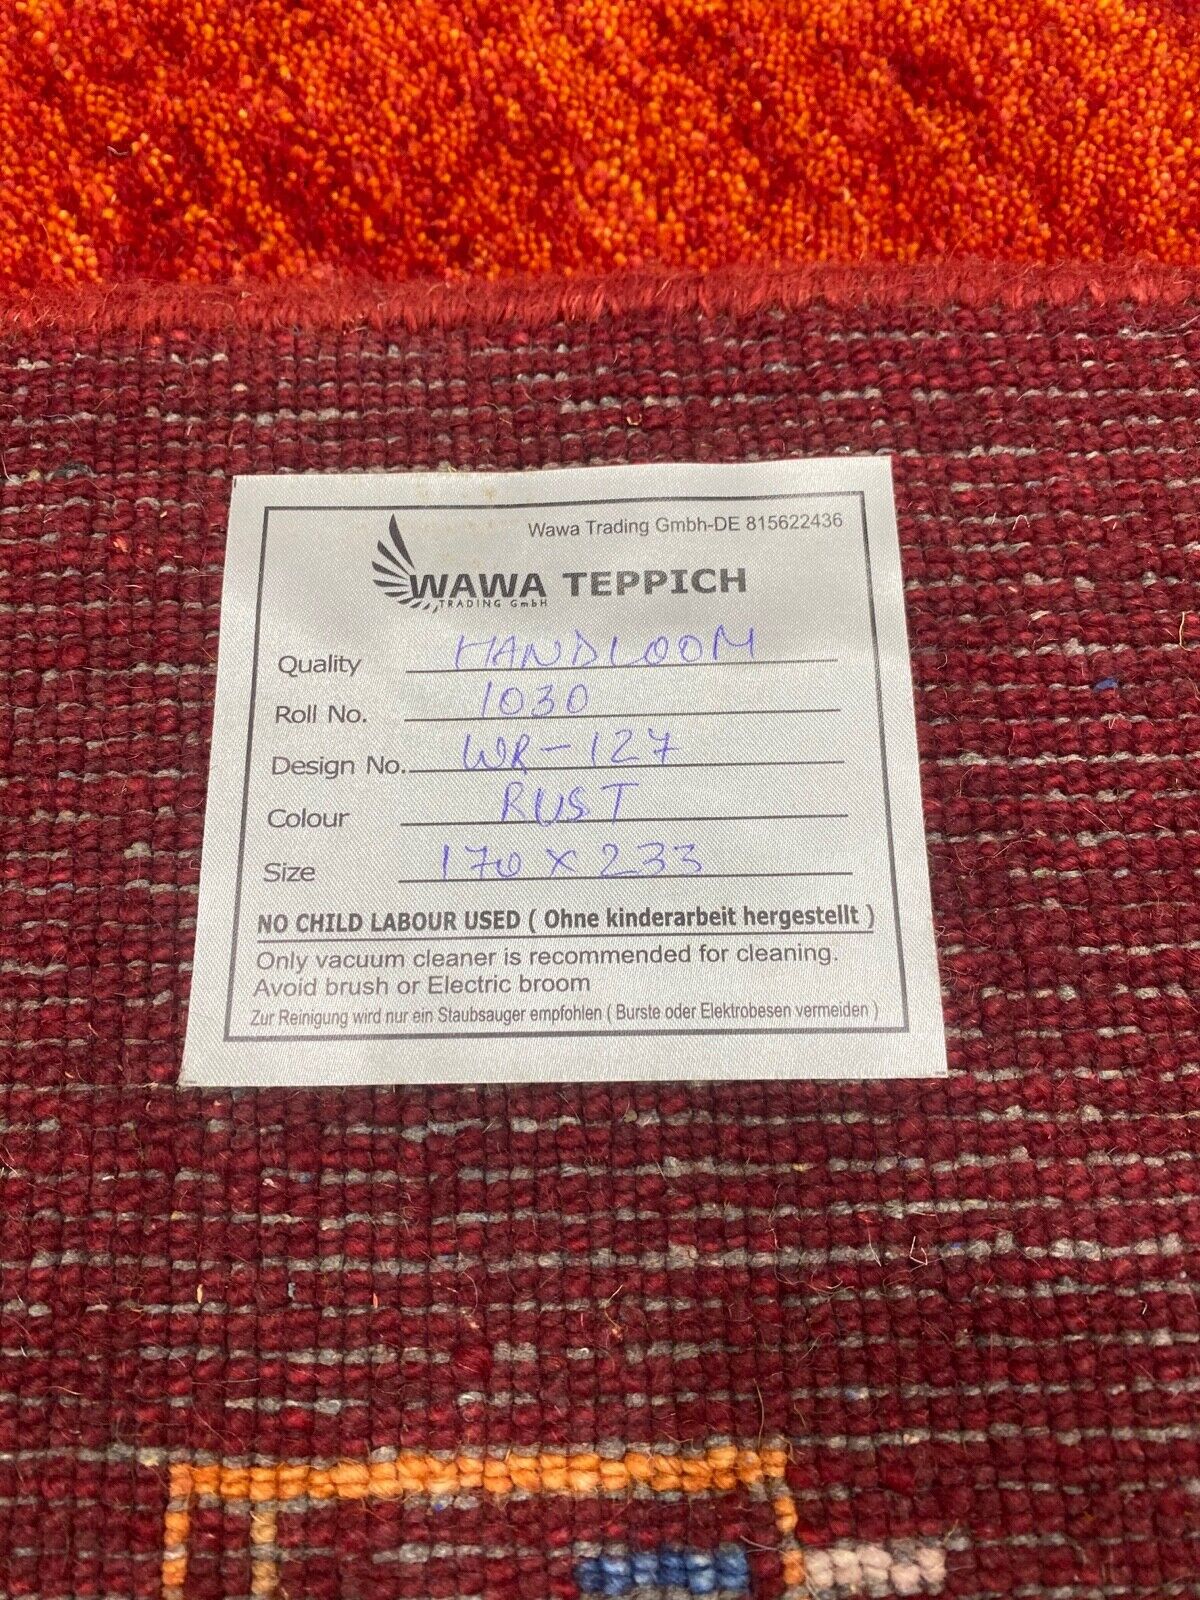 Wawa Trading Gmbh-DE 815622436
WAWA TEPPICH
TRADING GmbH
Quality HANDLOOM
Roll No. 1030
Design No. WR-127
Colour RUST
Size 170 x 233
NO CHILD LABOUR USED ( Ohne kinderarbeit hergestellt )
Only vacuum cleaner is recommended for cleaning.
Avoid brush or Electric broom
Zur Reinigung wird nur ein Staubsauger empfohlen ( Burste oder Elektrobesen vermeiden )